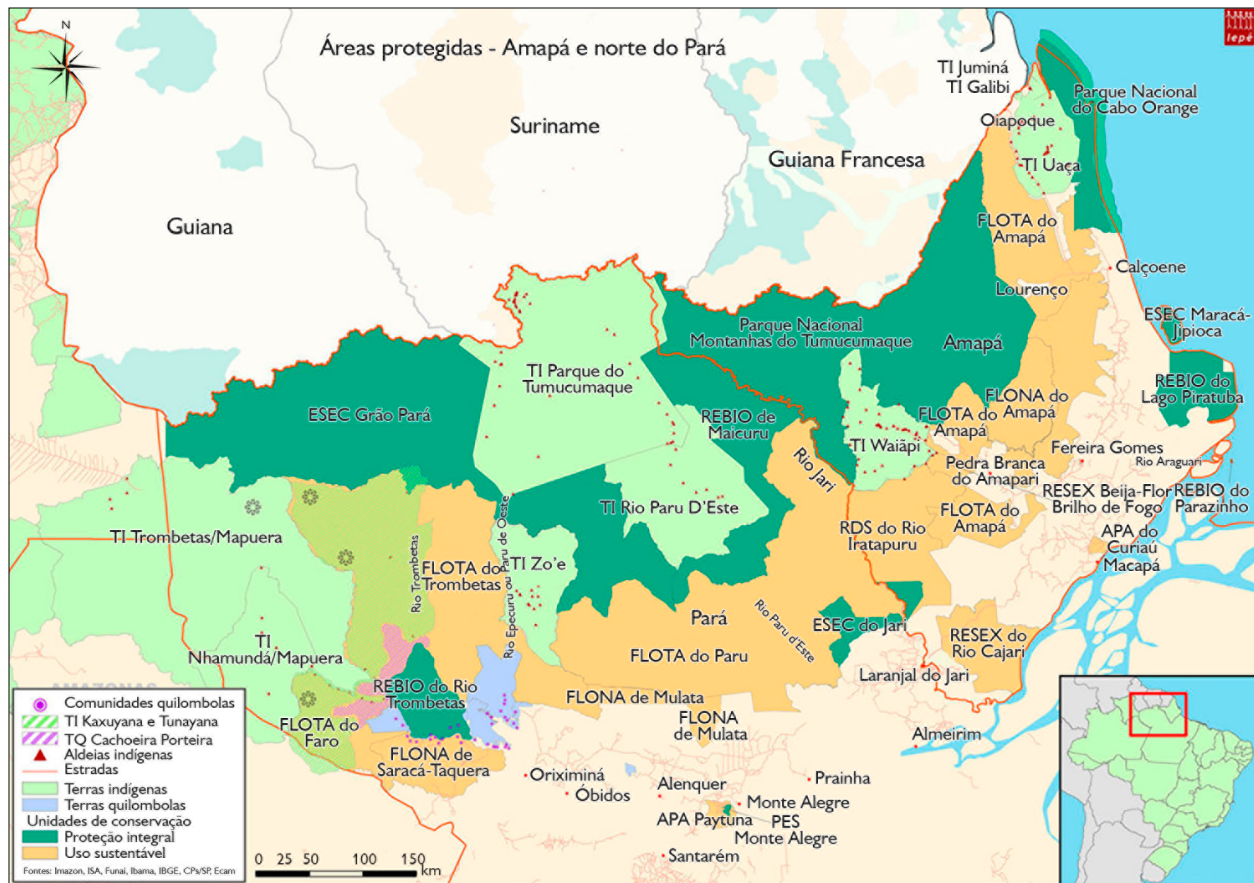 N
Áreas protegidas - Amapá e norte do Pará
Iepé
TI Juminá
TI Galibi
Parque Nacional
do Cabo Orange
Suriname
Oiapoque
Guiana Francesa
TI Uaçá
Guiana
FLOTA do
Amapá
Calçoene
Lourenço
ESEC Maracá-
Jipioca
Parque Nacional
Montanhas do Tumucumaque
Amapá
TI Parque do
Tumucumaque
REBIO do
Lago Piratuba
ESEC Grão Pará
REBIO de
Maicuru
FLONA do
Amapá
FLOTA do
Amapá
TI Waiãpi
Fereira Gomes
Rio Araguari
Rio Jari
Pedra Branca
do Amapari
RESEX Beija-Flor
Brilho de Fogo
REBIO do
Parazinho
TI Rio Paru D'Este
TI Trombetas/Mapuera
RDS do Rio
Iratapuru
FLOTA do
Amapá
APA do
Curiaú
Macapá
Rio Trombetas
FLOTA do
Trombetas
Rio Epecuru ou Paru de Oeste
TI Zo'e
Pará
Rio Paru d'Este
ESEC do Jari
RESEX do
Rio Cajari
TI
Nhamundá/Mapuera
FLOTA do Paru
Laranjal do Jari
REBIO do Rio
Trombetas
FLONA de Mulata
AMAZONAS
FLOTA do
Faro
FLONA
de Mulata
Almeirim
FLONA de
Saracá-Taquera
Oriximiná
Óbidos
Alenquer
Prainha
Monte Alegre
APA Paytuna
PES
Monte Alegre
Santarém
Comunidades quilombolas
TI Kaxuyana e Tunayana
TQ Cachoeira Porteira
Aldeias indígenas
Estradas
Terras indígenas
Terras quilombolas
Unidades de conservação
Proteção integral
Uso sustentável
Fontes: Imazon, ISA, Funai, Ibama, IBGE, CPs/SP, Ecam
0 25 50 100 150
km